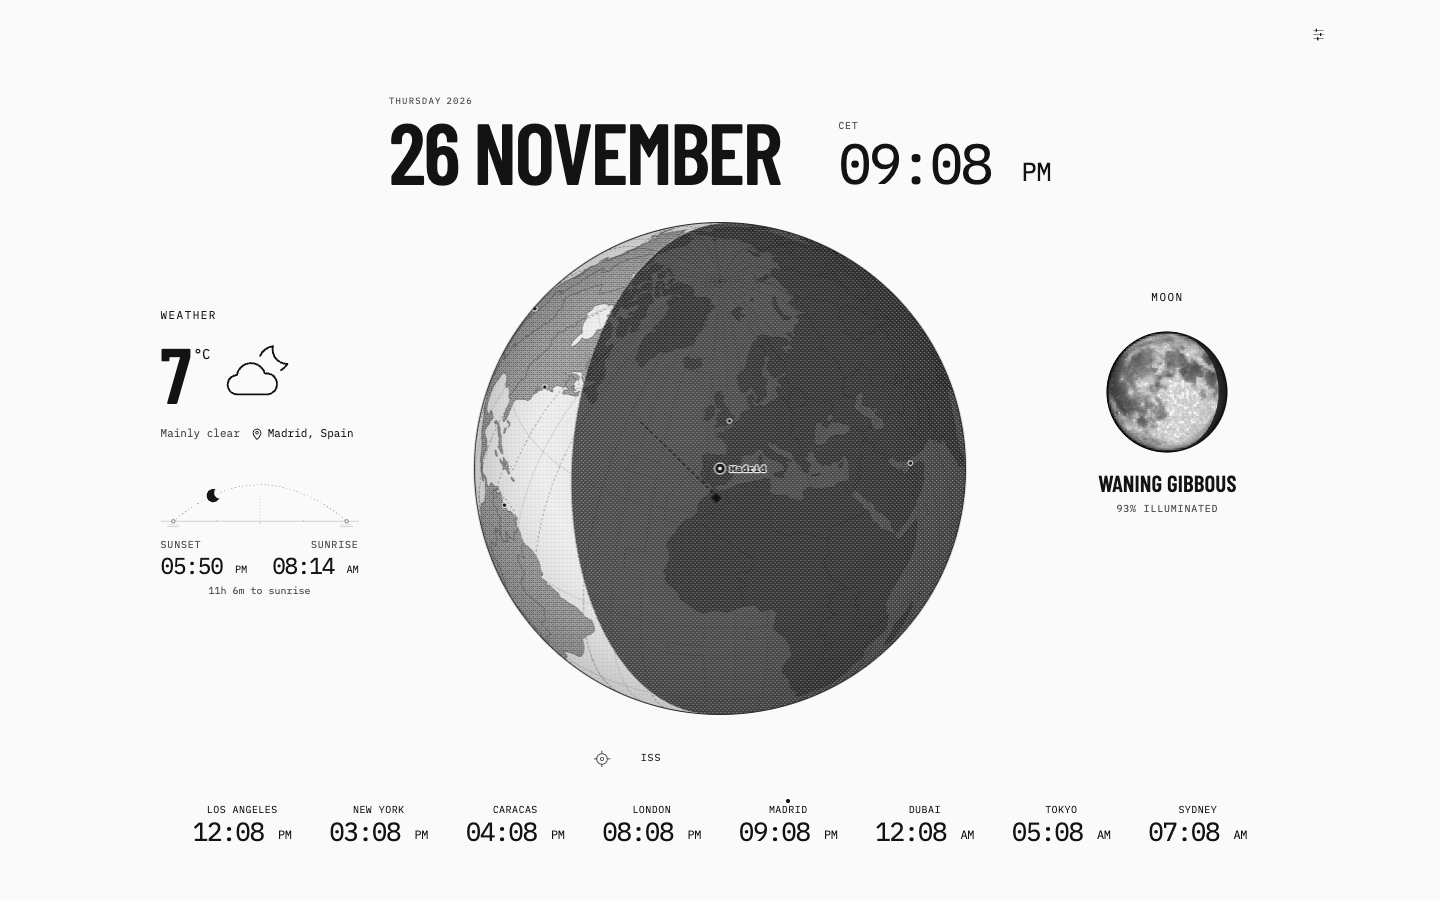 THURSDAY 2026
26 NOVEMBER
CET
09:08 PM
WEATHER
7 °C
Mainly clear Madrid, Spain
SUNSET SUNRISE
05:50 PM 08:14 AM
11h 6m to sunrise
Madrid
MOON
WANING GIBBOUS
93% ILLUMINATED
ISS
LOS ANGELES
12:08 PM
NEW YORK
03:08 PM
CARACAS
04:08 PM
LONDON
08:08 PM
MADRID
09:08 PM
DUBAI
12:08 AM
TOKYO
05:08 AM
SYDNEY
07:08 AM